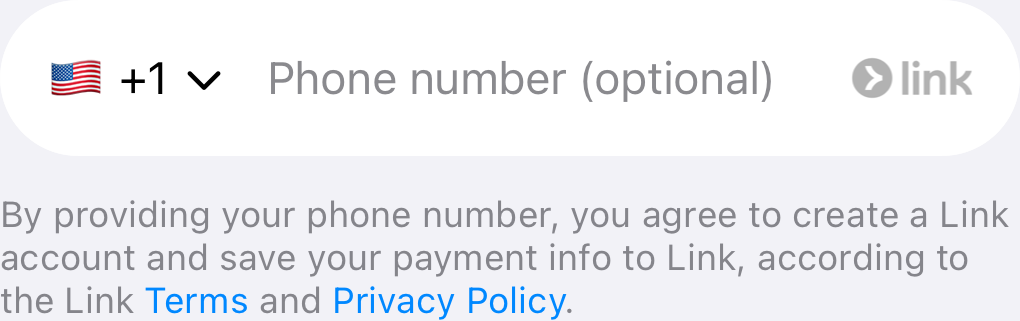 +1 Phone number (optional) link
By providing your phone number, you agree to create a Link
account and save your payment info to Link, according to
the Link Terms and Privacy Policy.